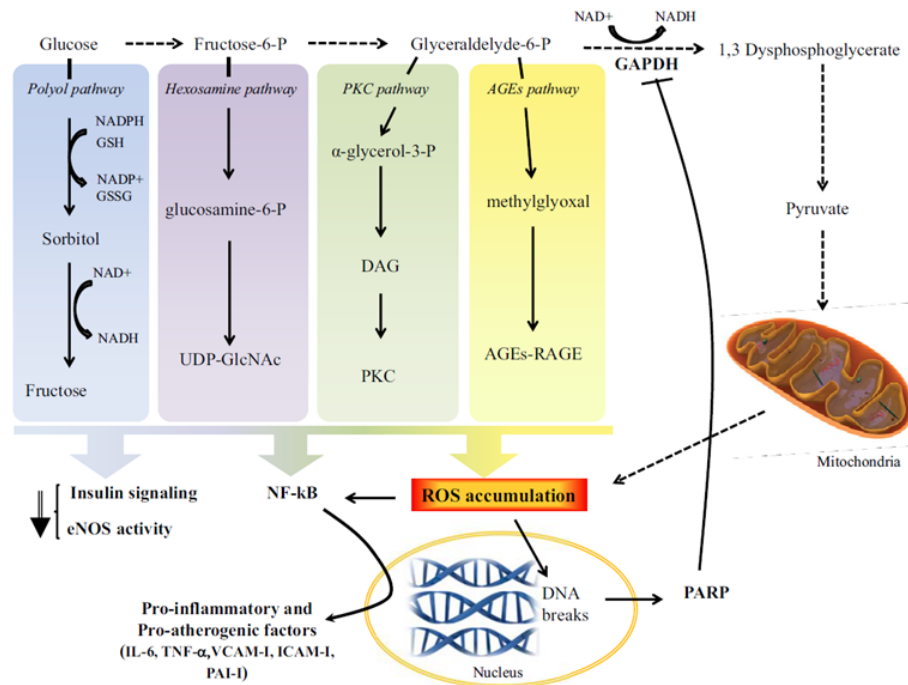 NAD+ NADH
Glucose Fructose-6-P Glyceraldelyde-6-P 1,3 Dysphosphoglycerate
GAPDH
Polyol pathway Hexosamine pathway PKC pathway AGEs pathway
NADPH
GSH
α-glycerol-3-P
NADP+
GSSG
glucosamine-6-P methylglyoxal Pyruvate
Sorbitol
DAG
NAD+
NADH
UDP-GlcNAc AGEs-RAGE
PKC
Fructose
Mitochondria
Insulin signaling NF-kB ROS accumulation
eNOS activity
DNA
breaks
PARP
Pro-inflammatory and
Pro-atherogenic factors
(IL-6, TNF-α,VCAM-I, ICAM-I,
PAI-I)
Nucleus